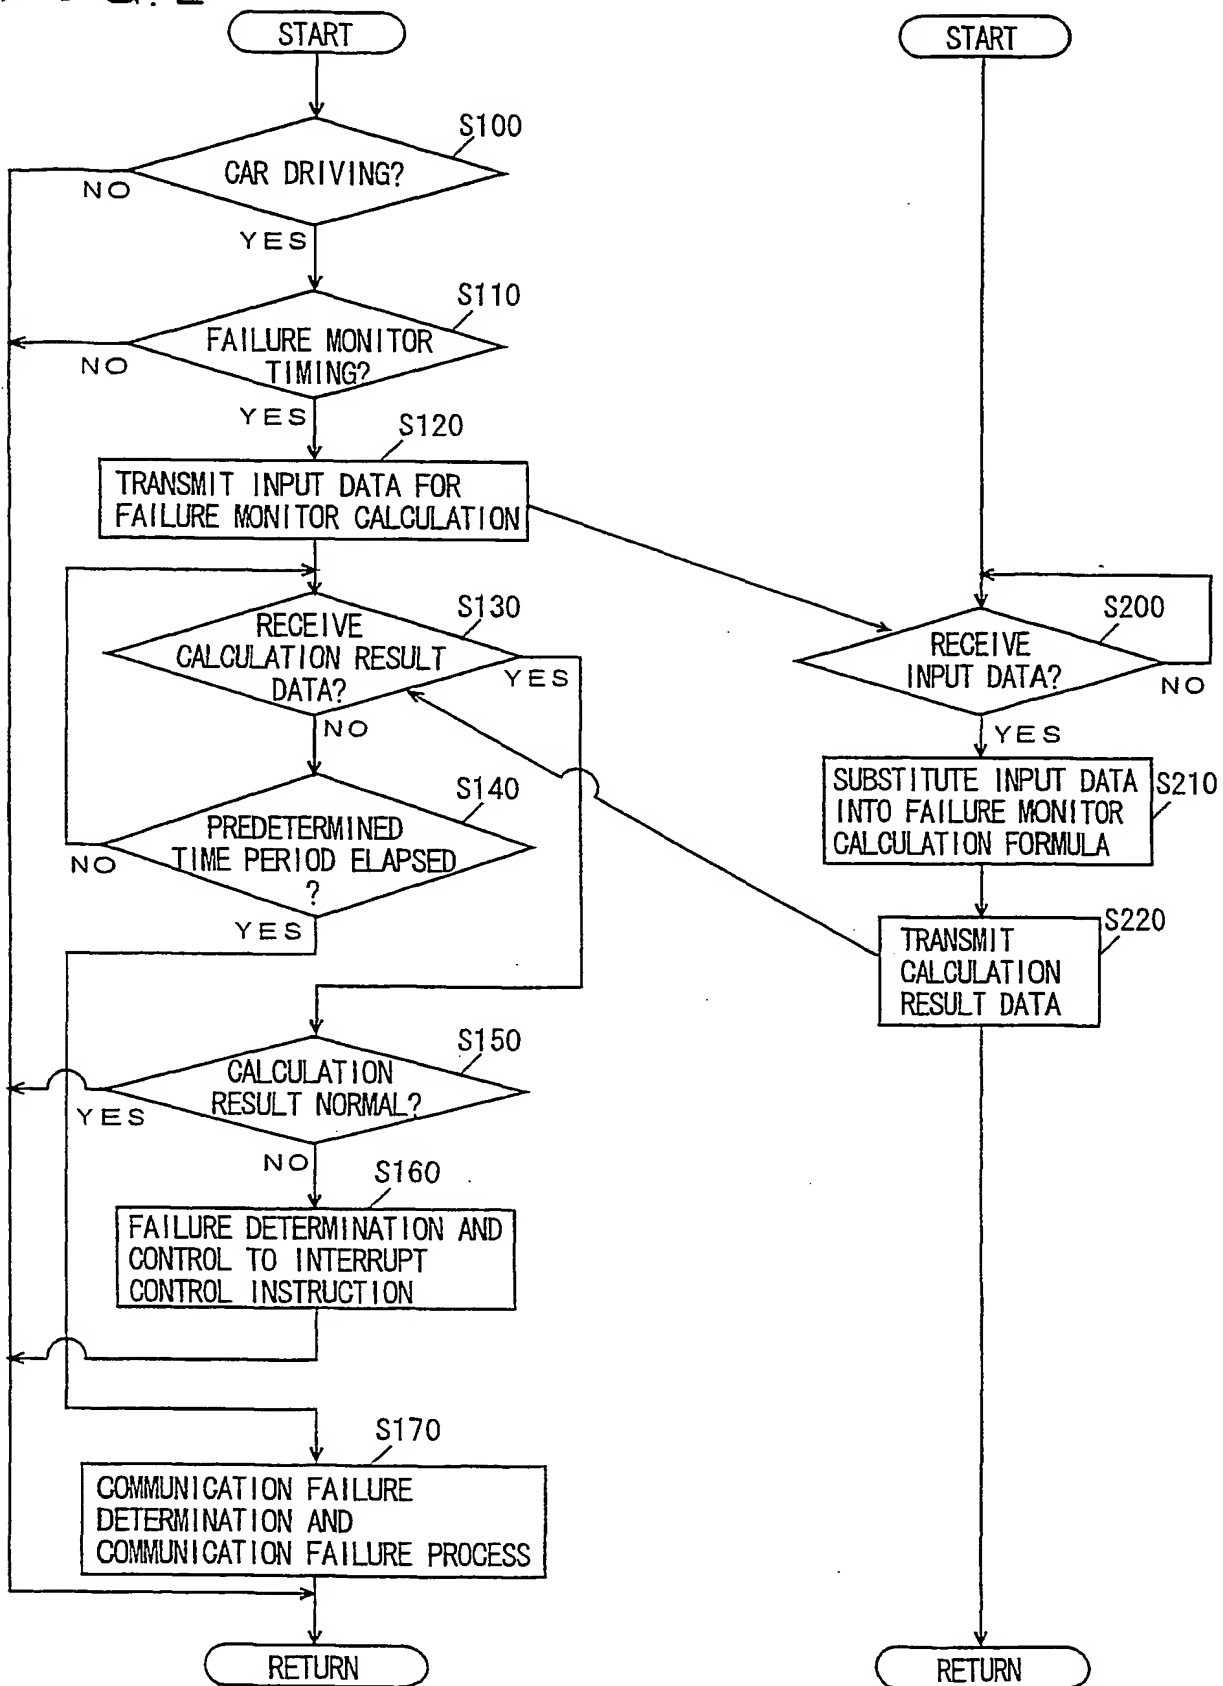 START
S100
CAR DRIVING?
NO
YES
S110
FAILURE MONITOR
TIMING?
NO
YES
S120
TRANSMIT INPUT DATA FOR
FAILURE MONITOR CALCULATION
S130
RECEIVE
CALCULATION RESULT
DATA?
YES
NO
S140
PREDETERMINED
TIME PERIOD ELAPSED
?
NO
YES
S150
CALCULATION
RESULT NORMAL?
YES
NO
S160
FAILURE DETERMINATION AND
CONTROL TO INTERRUPT
CONTROL INSTRUCTION
S170
COMMUNICATION FAILURE
DETERMINATION AND
COMMUNICATION FAILURE PROCESS
RETURN
START
S200
RECEIVE
INPUT DATA?
NO
YES
SUBSTITUTE INPUT DATA
INTO FAILURE MONITOR
CALCULATION FORMULA
S210
S220
TRANSMIT
CALCULATION
RESULT DATA
RETURN